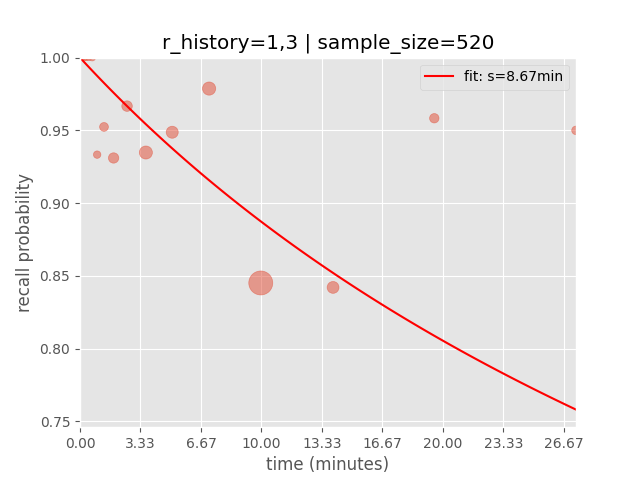 r_history=1,3 | sample_size=520
fit: s=8.67min
1.00
0.95
0.90
0.85
0.80
0.75
recall probability
0.00 3.33 6.67 10.00 13.33 16.67 20.00 23.33 26.67
time (minutes)